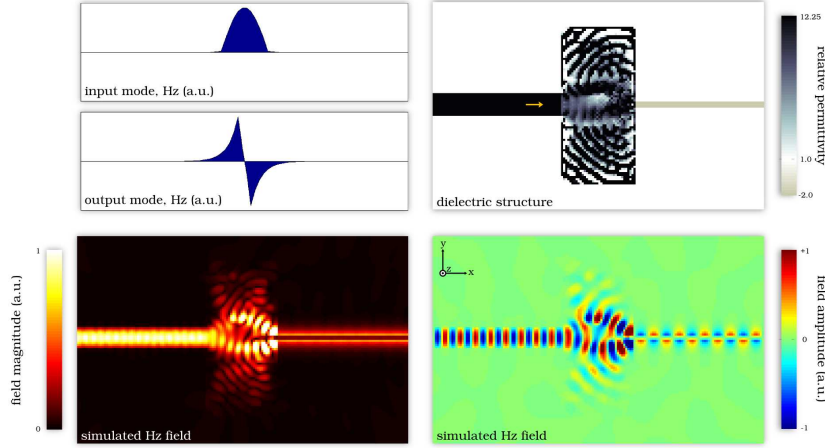 input mode, Hz (a.u.)
output mode, Hz (a.u.)
dielectric structure
12.25
1.0
-2.0
relative permittivity
1
0
field magnitude (a.u.)
simulated Hz field
y
z
x
simulated Hz field
+1
0
-1
field amplitude (a.u.)